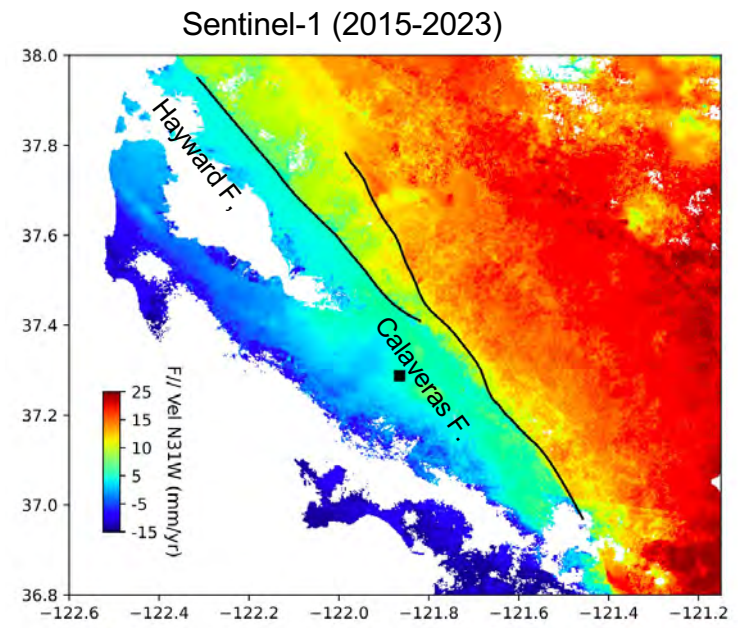 Sentinel-1 (2015-2023)
38.0
37.8
37.6
37.4
37.2
37.0
36.8
Hayward F,
Calaveras F.
25
15
10
5
-5
-15
F// Vel N31W (mm/yr)
−122.6 −122.4 −122.2 −122.0 −121.8 −121.6 −121.4 −121.2